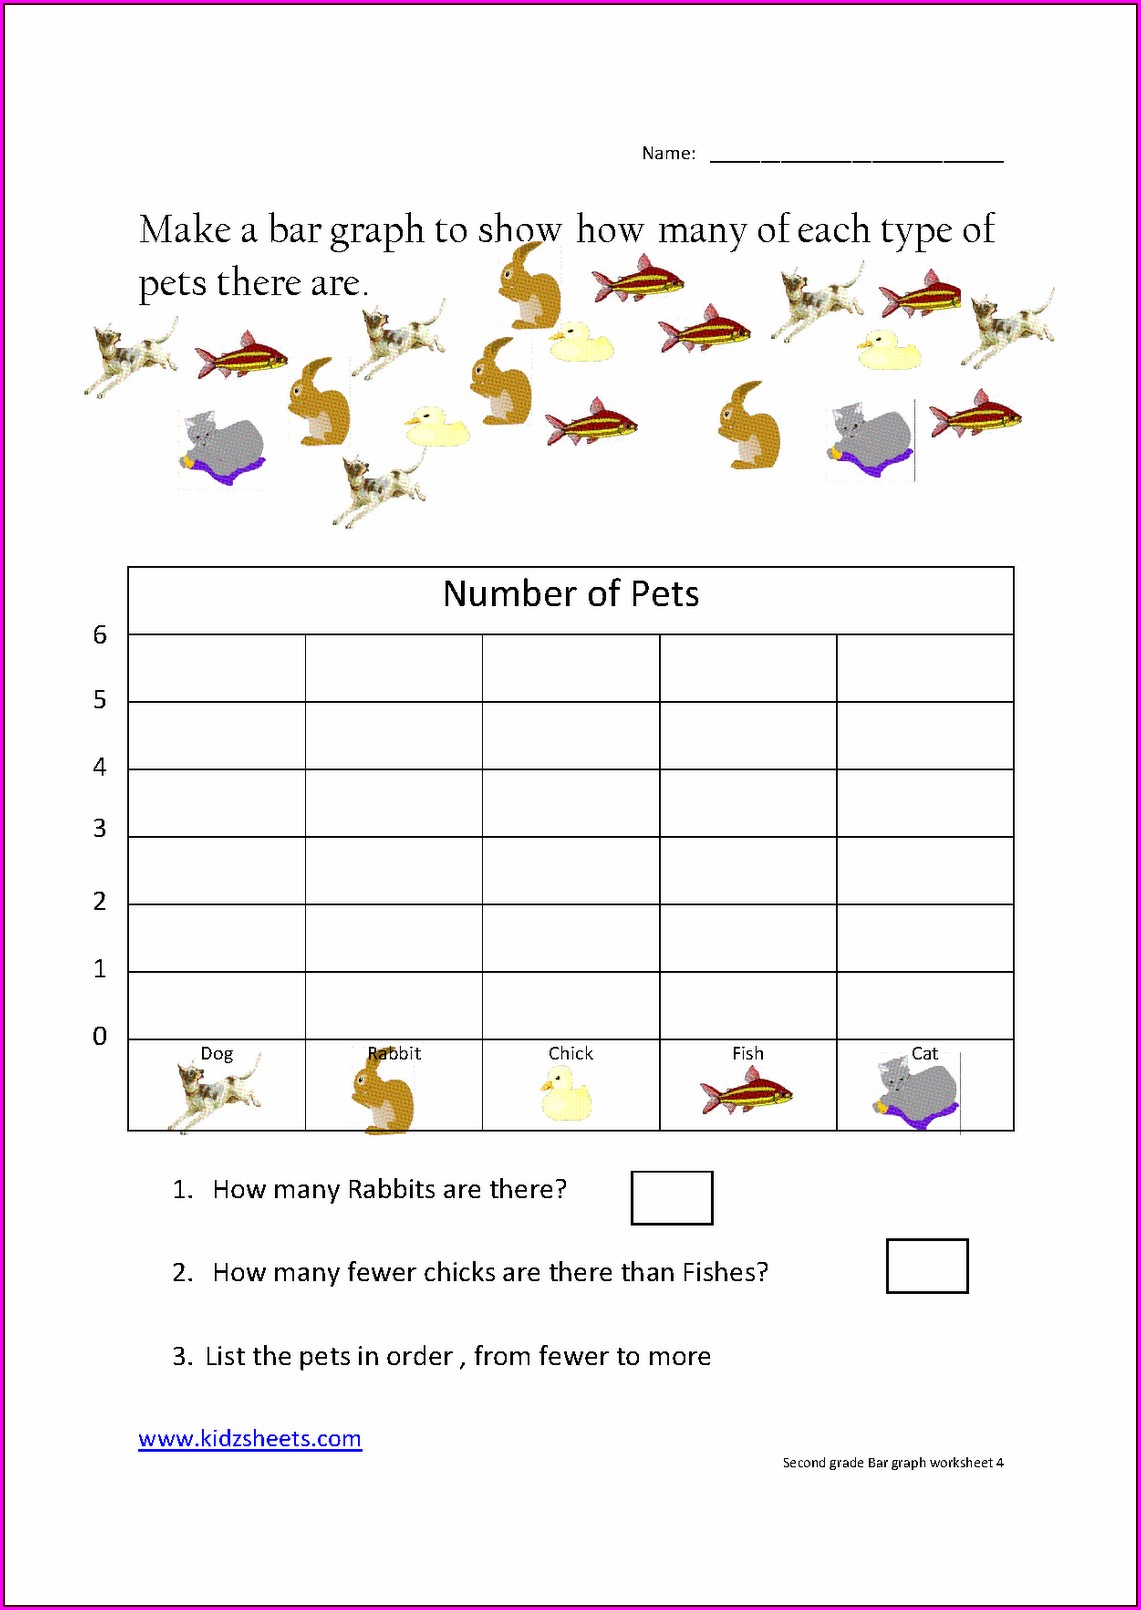 Name:
Make a bar graph to show how many of each type of
pets there are.
Number of Pets
6
5
4
3
2
1
0
Dog Rabbit Chick Fish Cat
1. How many Rabbits are there?
2. How many fewer chicks are there than Fishes?
3. List the pets in order , from fewer to more
www.kidzsheets.com
Second grade Bar graph worksheet 4